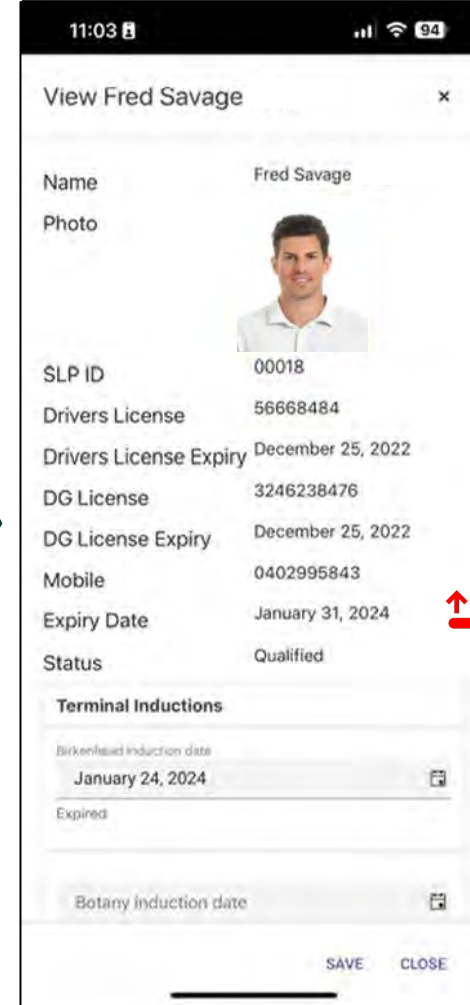 11:03 94
View Fred Savage ×
Name Fred Savage
Photo
SLP ID 00018
Drivers License 56668484
Drivers License Expiry December 25, 2022
DG License 3246238476
DG License Expiry December 25, 2022
Mobile 0402995843
Expiry Date January 31, 2024
Status Qualified
Terminal Inductions
Birkenhead induction date
January 24, 2024
Expired
Botany induction date
SAVE CLOSE